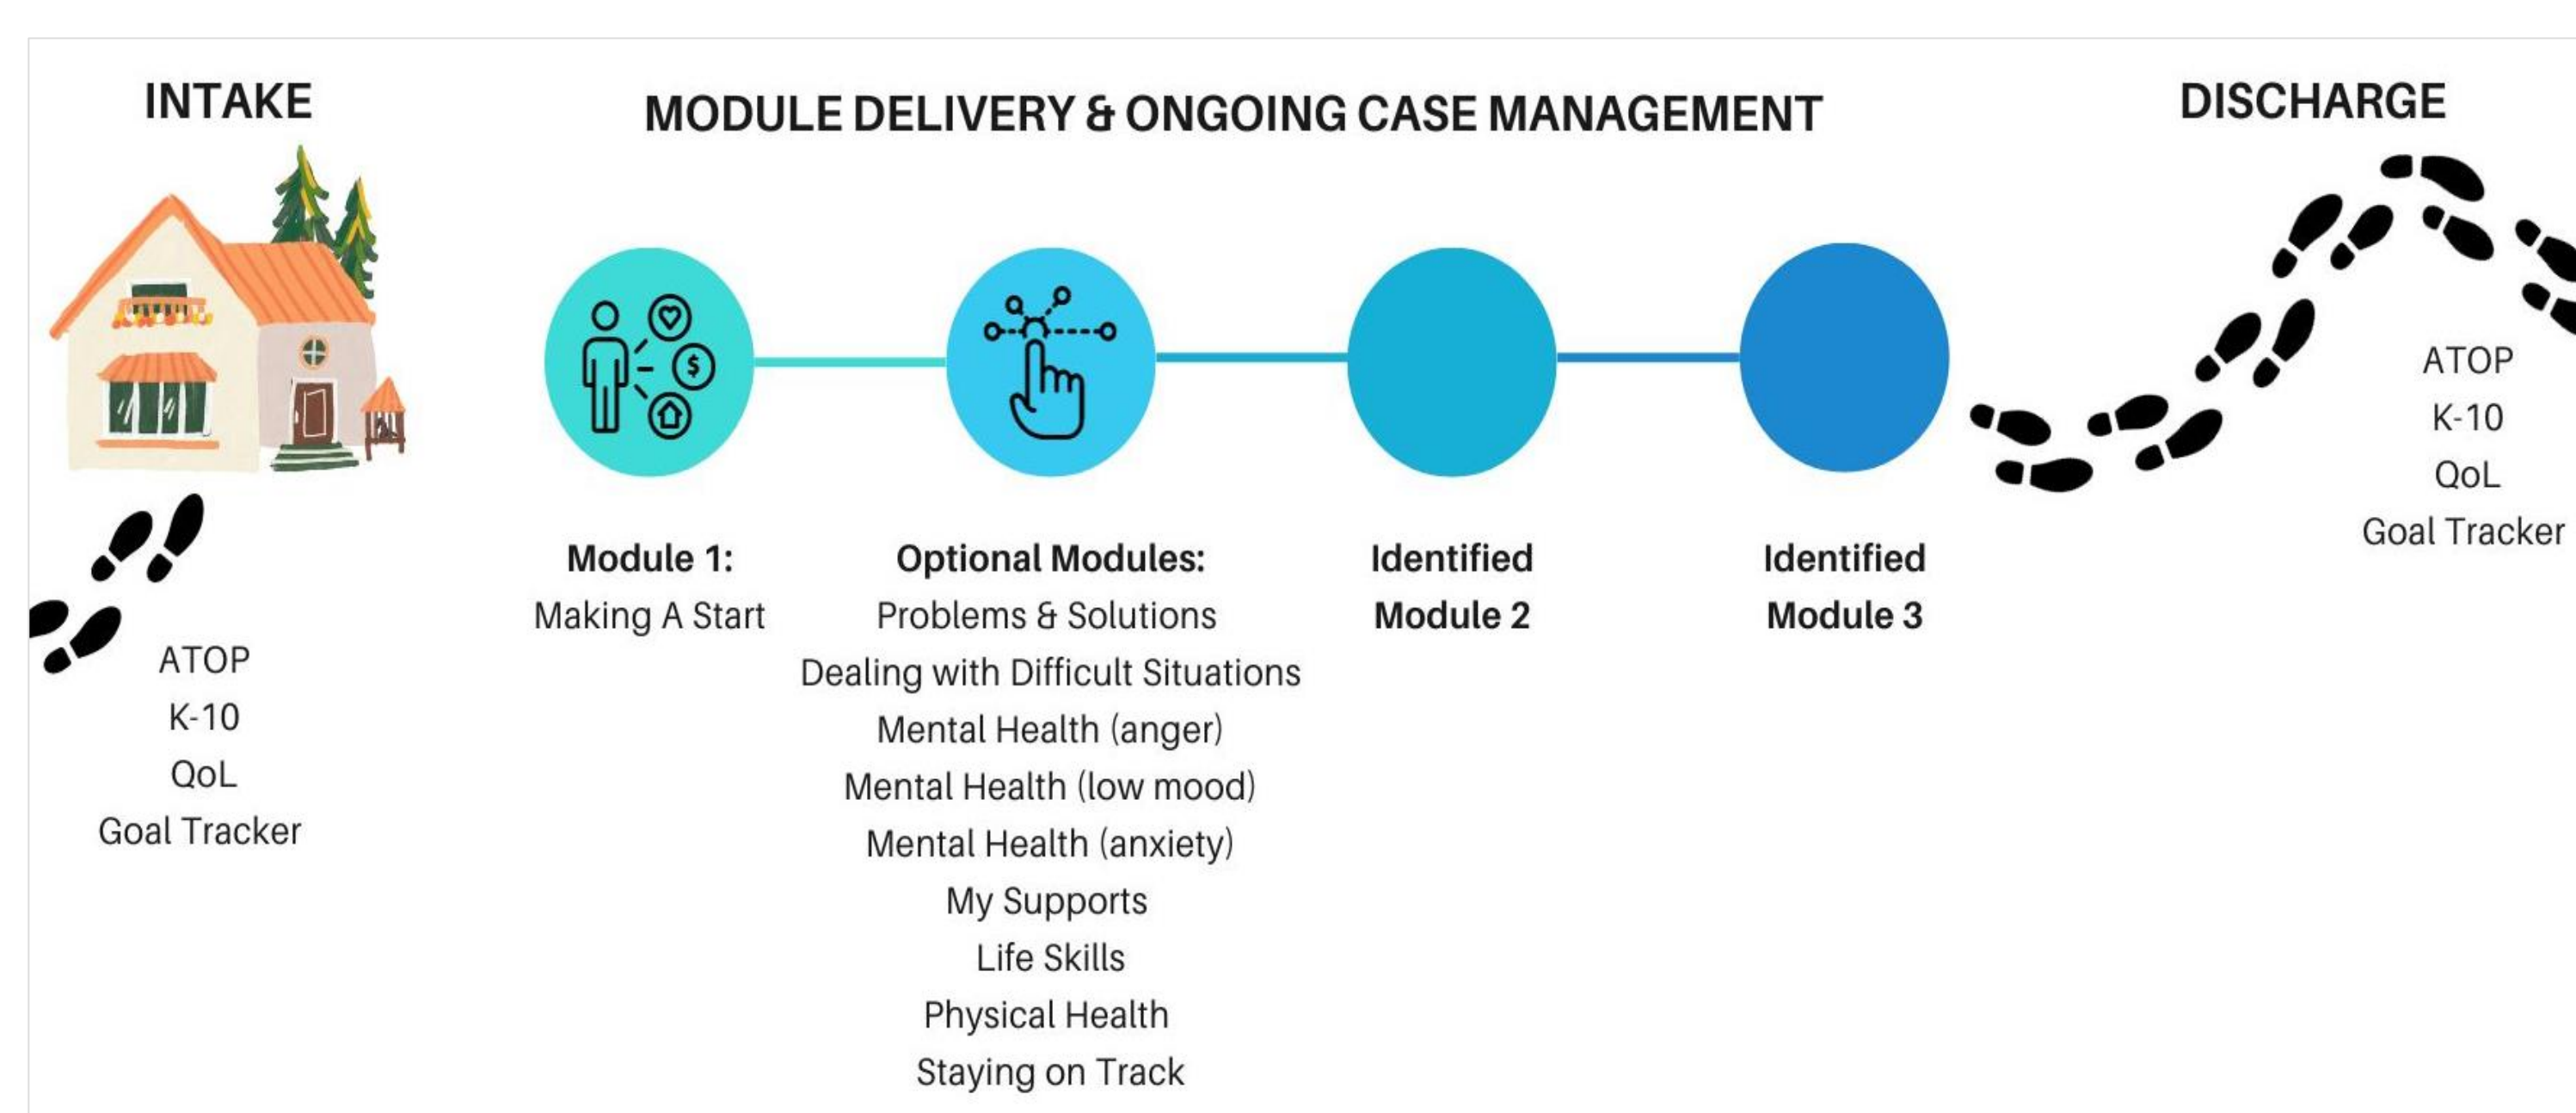 INTAKE
MODULE DELIVERY & ONGOING CASE MANAGEMENT
DISCHARGE
ATOP
K-10
QoL
Goal Tracker
Module 1:
Making A Start
Optional Modules:
Problems & Solutions
Dealing with Difficult Situations
Mental Health (anger)
Mental Health (low mood)
Mental Health (anxiety)
My Supports
Life Skills
Physical Health
Staying on Track
Identified
Module 2
Identified
Module 3
ATOP
K-10
QoL
Goal Tracker